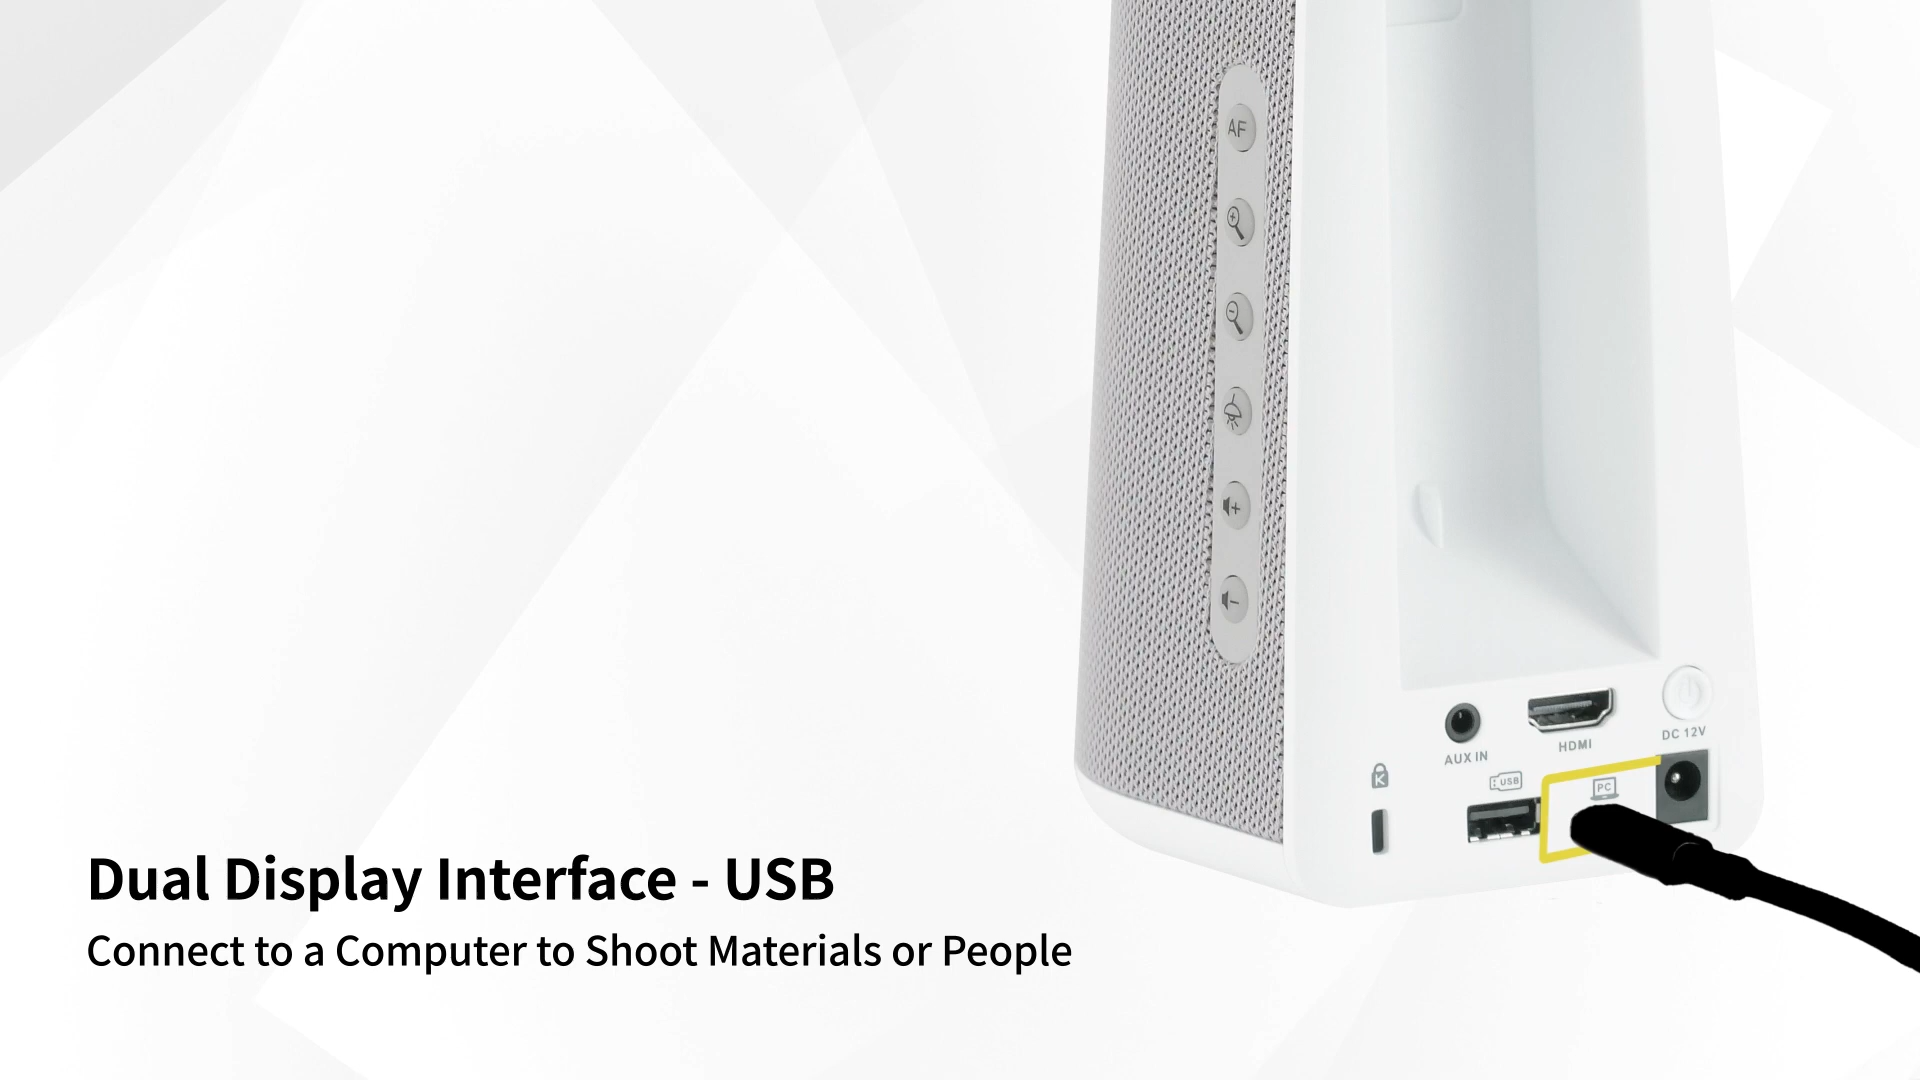 AF
AUX IN
HDMI
DC 12V
K
USB
PC
Dual Display Interface - USB
Connect to a Computer to Shoot Materials or People